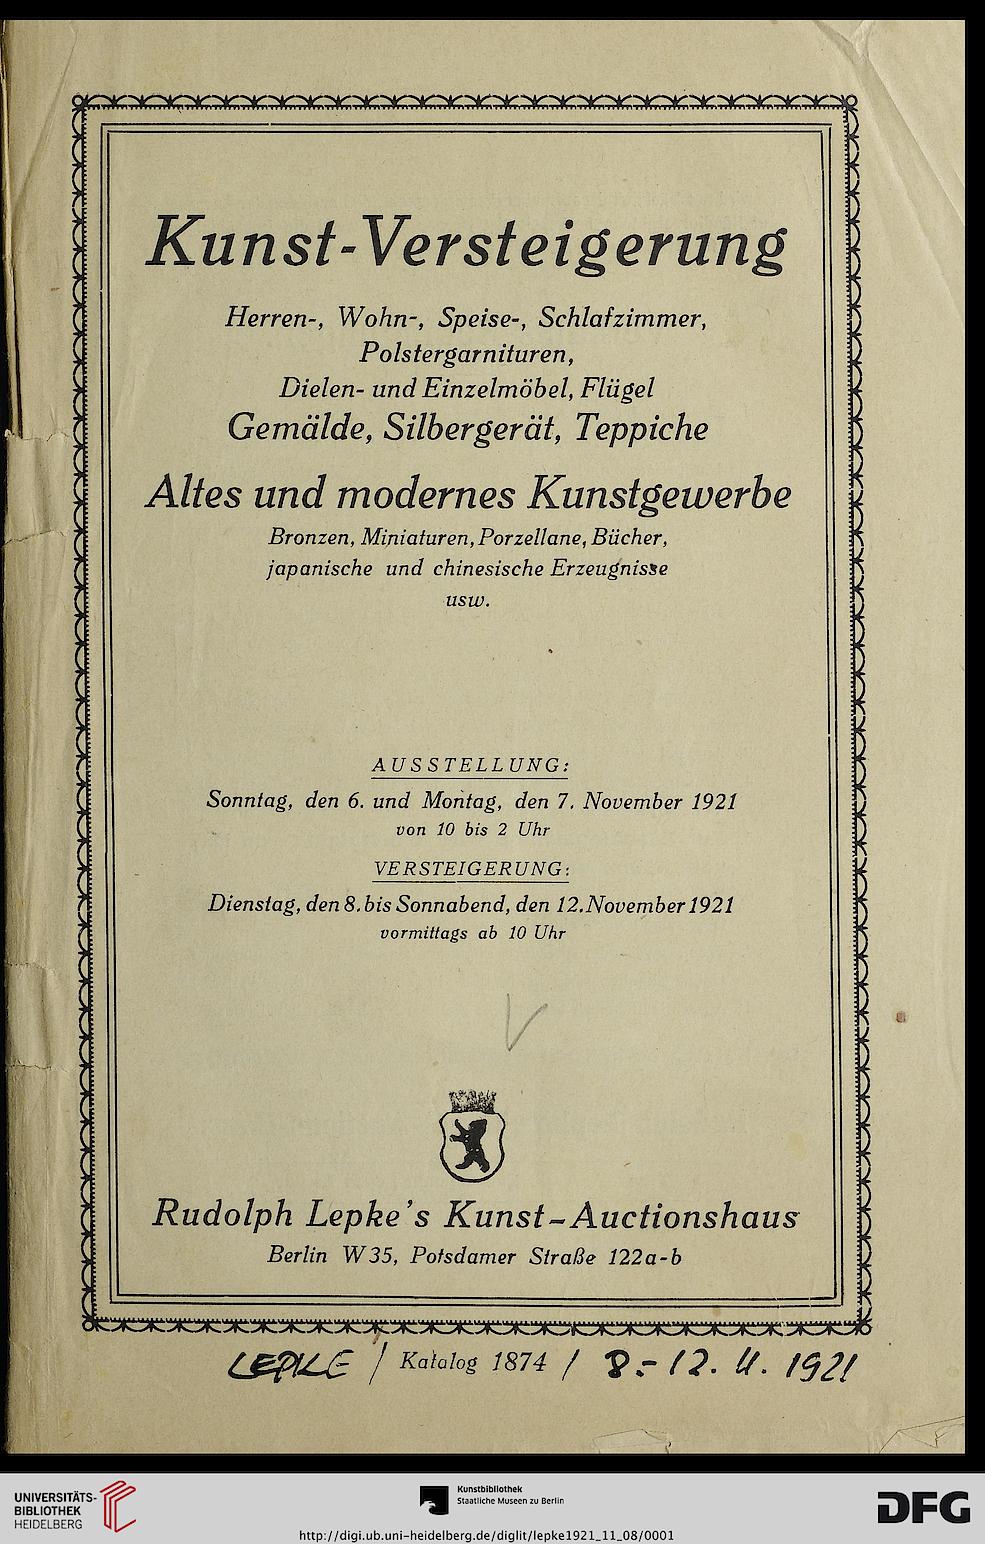 Kunst-Versteigerung
Herren-, Wohn-, Speise-, Schlafzimmer,
Polstergarnituren,
Dielen- und Einzelmöbel, Flügel
Gemälde, Silbergerät, Teppiche
Altes und modernes Kunstgewerbe
Bronzen, Miniaturen, Porzellane, Bücher,
japanische und chinesische Erzeugnisse
usw.
AUSSTELLUNG:
Sonntag, den 6. und Montag, den 7. November 1921
von 10 bis 2 Uhr
VERSTEIGERUNG:
Dienstag, den 8. bis Sonnabend, den 12. November 1921
vormittags ab 10 Uhr
Rudolph Lepke's Kunst-Auctionshaus
Berlin W 35, Potsdamer Straße 122a-b
LEPKE / Katalog 1874 / 8.-12. 11. 1921
UNIVERSITÄTS-
BIBLIOTHEK
HEIDELBERG
Kunstbibliothek
Staatliche Museen zu Berlin
DFG
http://digi.ub.uni-heidelberg.de/diglit/lepke1921_11_08/0001